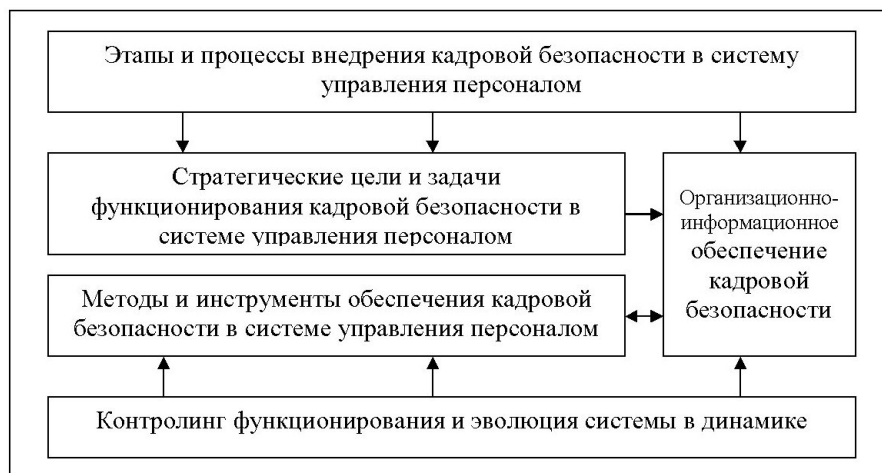 Этапы и процессы внедрения кадровой безопасности в систему
управления персоналом
Стратегические цели и задачи
функционирования кадровой безопасности в
системе управления персоналом
Организационно-
информационное
обеспечение
кадровой
безопасности
Методы и инструменты обеспечения кадровой
безопасности в системе управления персоналом
Контролинг функционирования и эволюция системы в динамике